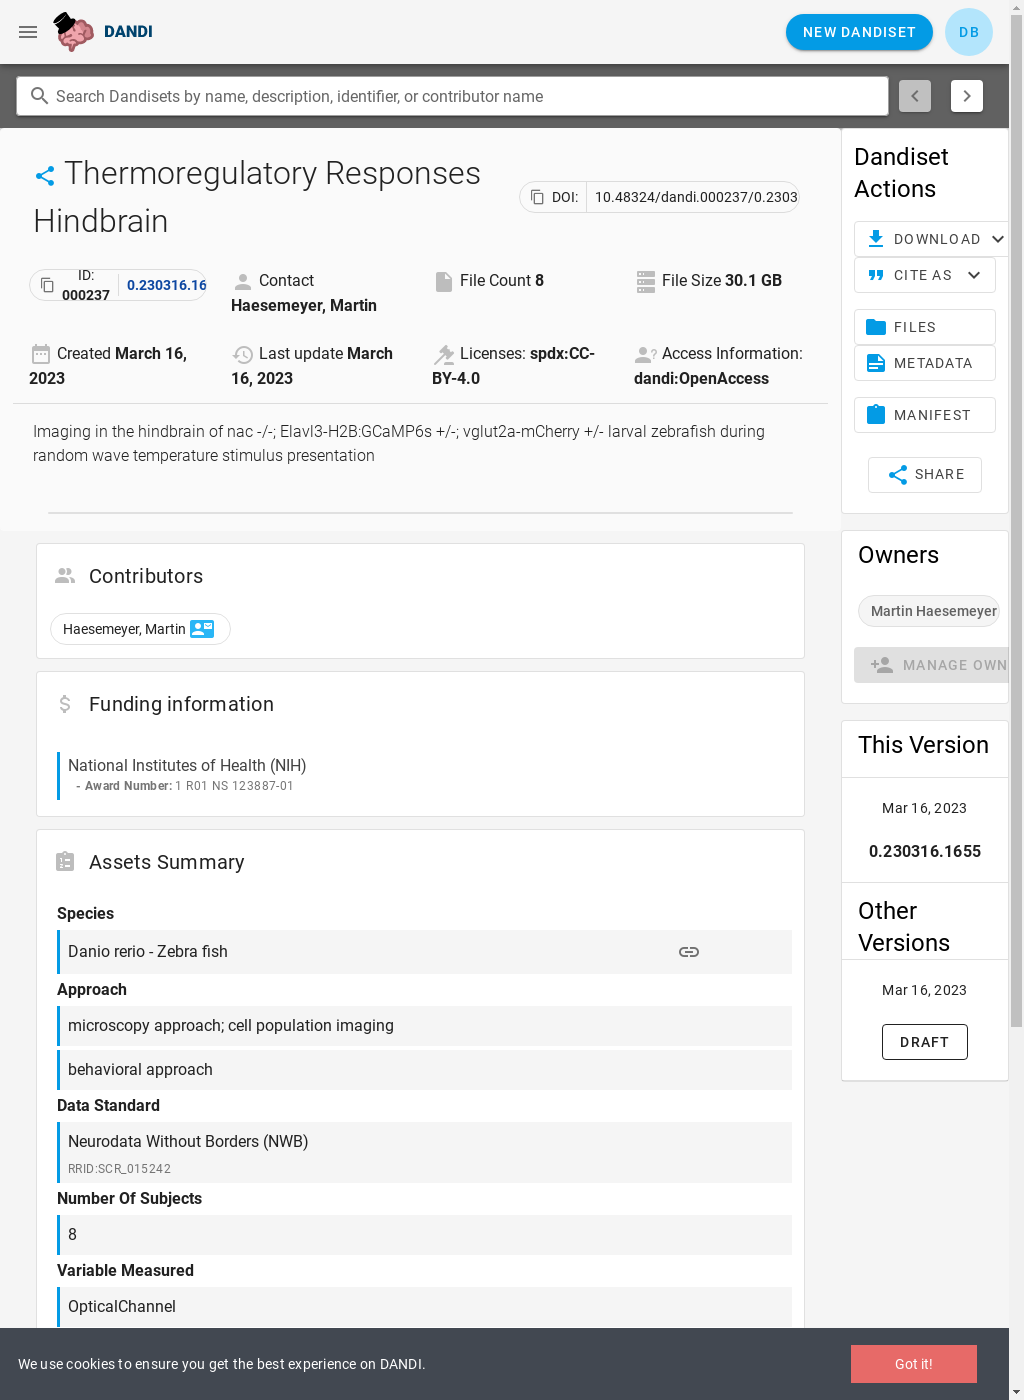 DANDI
NEW DANDISET
DB
Search Dandisets by name, description, identifier, or contributor name
Thermoregulatory Responses
Hindbrain
DOI: 10.48324/dandi.000237/0.2303
ID:
000237
0.230316.16
Contact
Haesemeyer, Martin
File Count 8
File Size 30.1 GB
Created March 16,
2023
Last update March
16, 2023
Licenses: spdx:CC-
BY-4.0
Access Information:
dandi:OpenAccess
Imaging in the hindbrain of nac -/-; Elavl3-H2B:GCaMP6s +/-; vglut2a-mCherry +/- larval zebrafish during
random wave temperature stimulus presentation
Contributors
Haesemeyer, Martin
Funding information
National Institutes of Health (NIH)
- Award Number: 1 R01 NS 123887-01
Assets Summary
Species
Danio rerio - Zebra fish
Approach
microscopy approach; cell population imaging
behavioral approach
Data Standard
Neurodata Without Borders (NWB)
RRID:SCR_015242
Number Of Subjects
8
Variable Measured
OpticalChannel
Dandiset
Actions
DOWNLOAD
CITE AS
FILES
METADATA
MANIFEST
SHARE
Owners
Martin Haesemeyer
MANAGE OWN
This Version
Mar 16, 2023
0.230316.1655
Other
Versions
Mar 16, 2023
DRAFT
We use cookies to ensure you get the best experience on DANDI.
Got it!